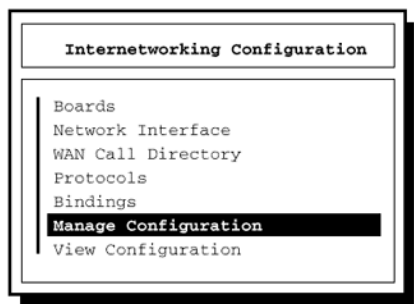 Internetworking Configuration
Boards
Network Interface
WAN Call Directory
Protocols
Bindings
Manage Configuration
View Configuration